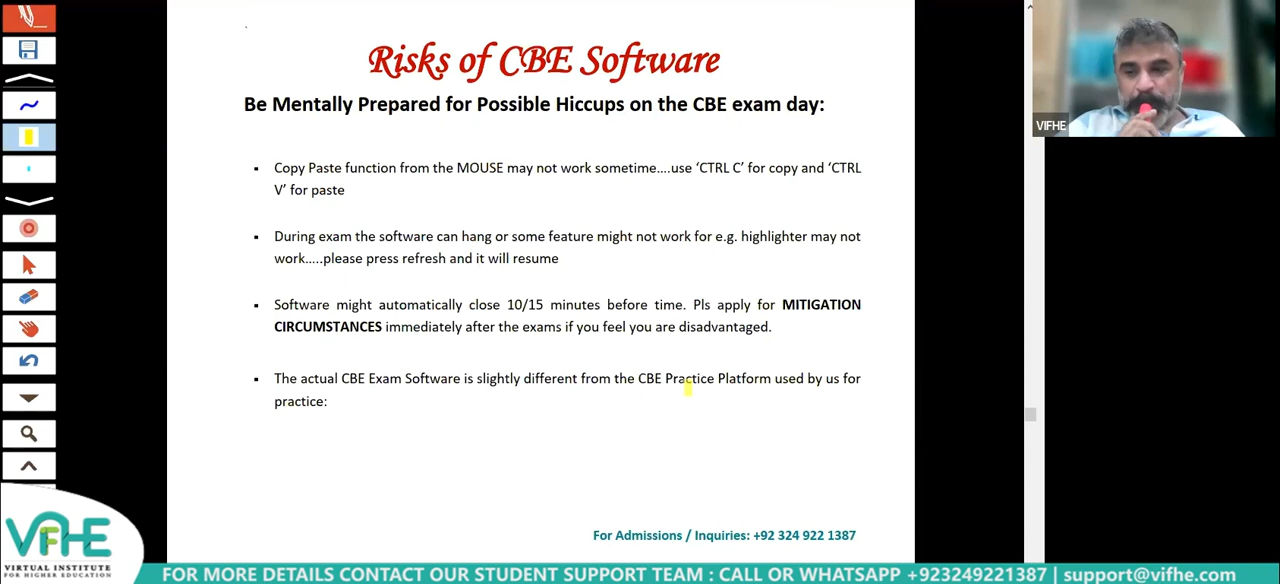 Risks of CBE Software
Be Mentally Prepared for Possible Hiccups on the CBE exam day:
▪ Copy Paste function from the MOUSE may not work sometime....use ‘CTRL C’ for copy and ‘CTRL
V’ for paste
▪ During exam the software can hang or some feature might not work for e.g. highlighter may not
work.....please press refresh and it will resume
▪ Software might automatically close 10/15 minutes before time. Pls apply for MITIGATION
CIRCUMSTANCES immediately after the exams if you feel you are disadvantaged.
▪ The actual CBE Exam Software is slightly different from the CBE Practice Platform used by us for
practice:
For Admissions / Inquiries: +92 324 922 1387
VIFHE
VIFHE
VIRTUAL INSTITUTE
FOR HIGHER EDUCATION
FOR MORE DETAILS CONTACT OUR STUDENT SUPPORT TEAM : CALL OR WHATSAPP +923249221387 | support@vifhe.com